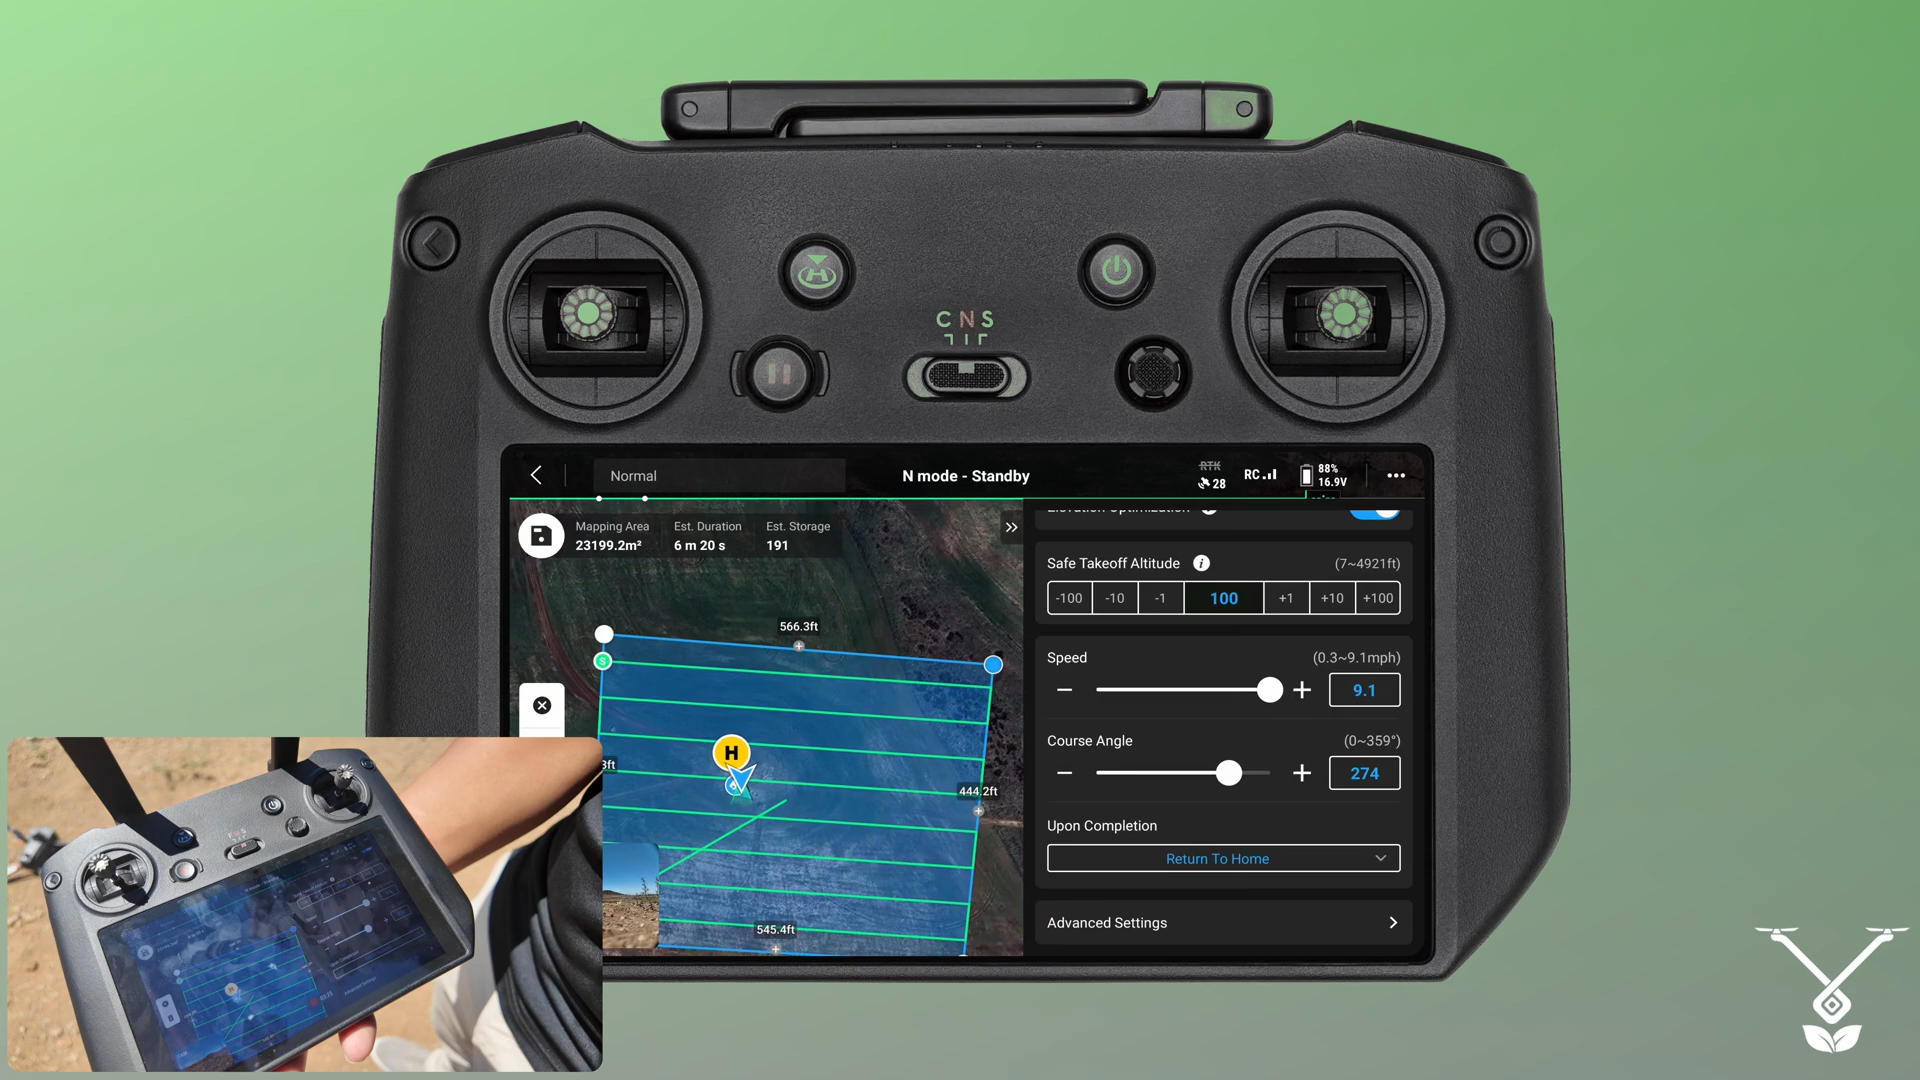 C N S
Normal
N mode - Standby
RTK
28
RC
88%
16.9V
Mapping Area
23199.2m²
Est. Duration
6 m 20 s
Est. Storage
191
Elevation Optimization
Safe Takeoff Altitude
(7~4921ft)
-100
-10
-1
100
+1
+10
+100
Speed
(0.3~9.1mph)
9.1
Course Angle
(0~359°)
274
Upon Completion
Return To Home
Advanced Settings
566.3ft
S
H
444.2ft
545.4ft